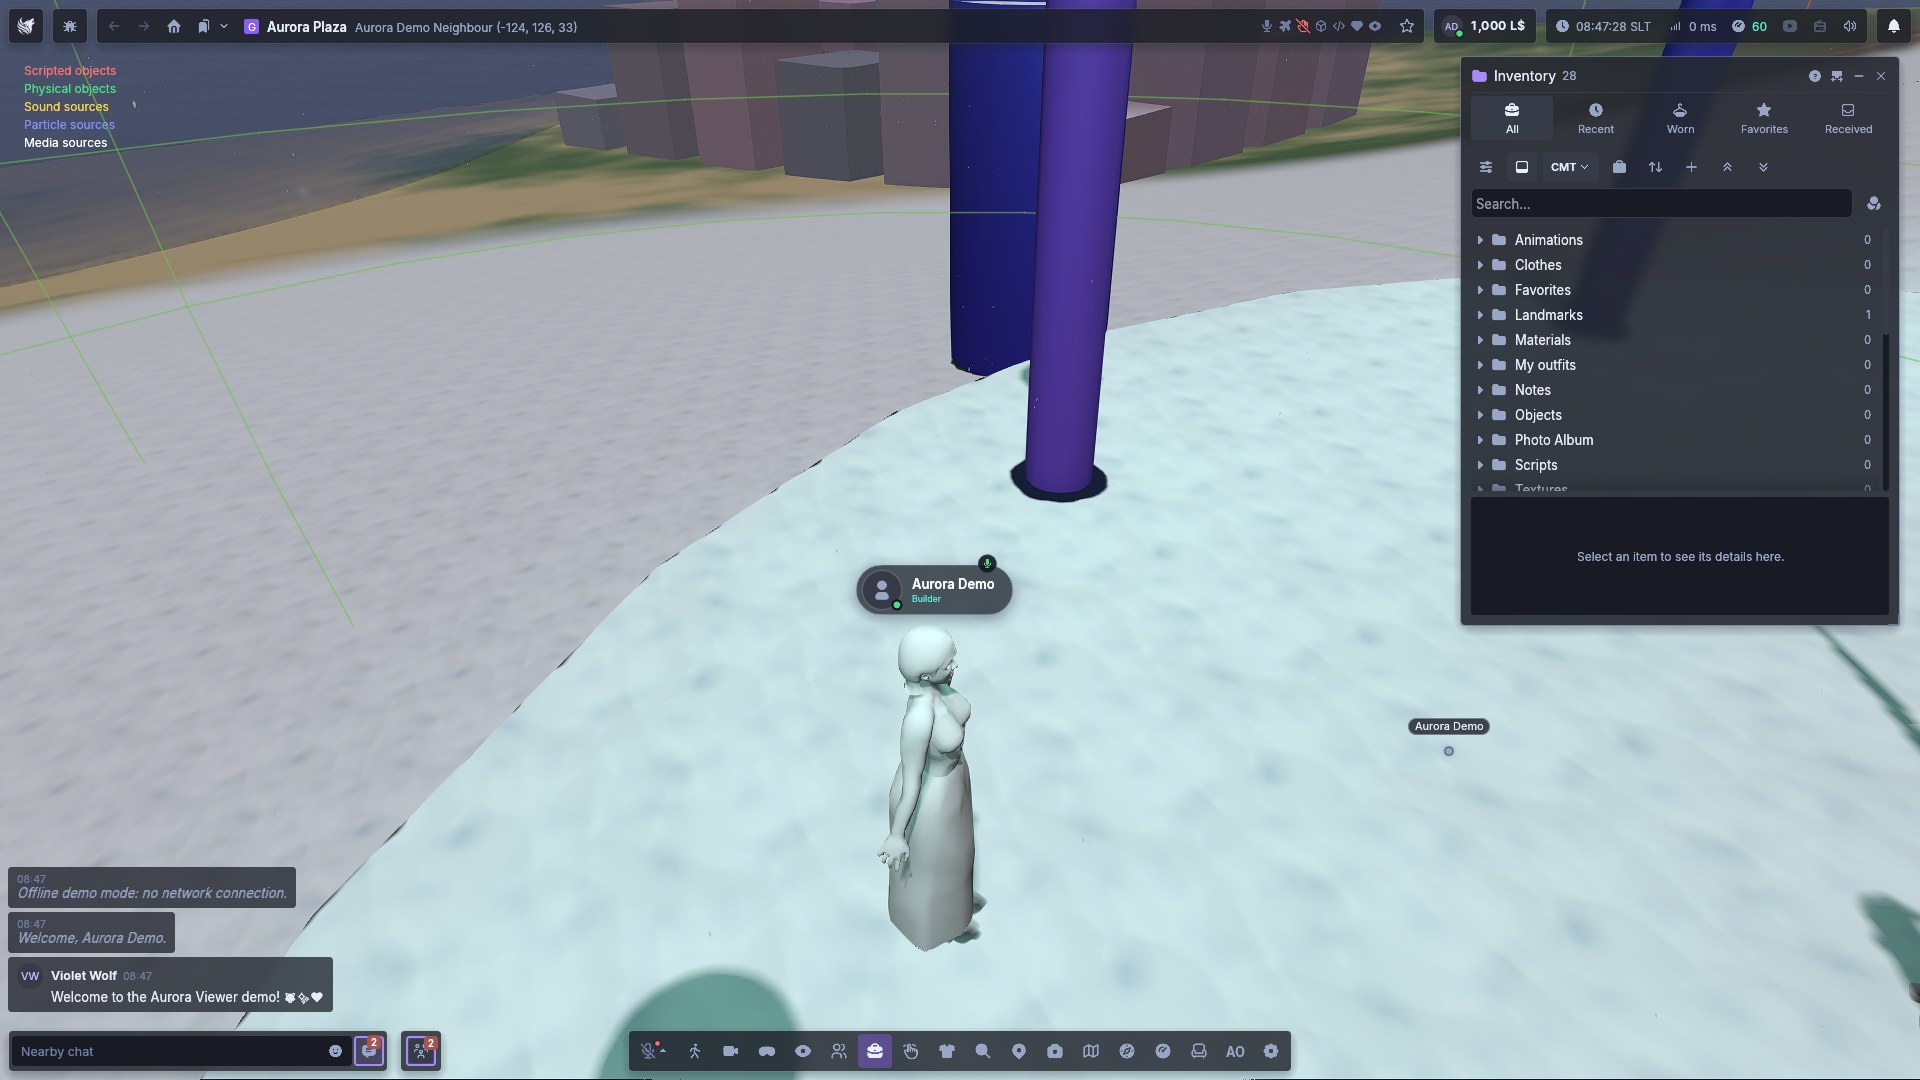 Aurora Plaza Aurora Demo Neighbour (-124, 126, 33)
AD 1,000 L$
08:47:28 SLT 0 ms 60
Scripted objects
Physical objects
Sound sources
Particle sources
Media sources
Inventory 28
All Recent Worn Favorites Received
CMT
Search...
Animations 0
Clothes 0
Favorites 0
Landmarks 1
Materials 0
My outfits 0
Notes 0
Objects 0
Photo Album 0
Scripts 0
Textures 0
Select an item to see its details here.
Aurora Demo
Builder
Aurora Demo
08:47
Offline demo mode: no network connection.
08:47
Welcome, Aurora Demo.
VW Violet Wolf 08:47
Welcome to the Aurora Viewer demo!
Nearby chat 2 2
AO